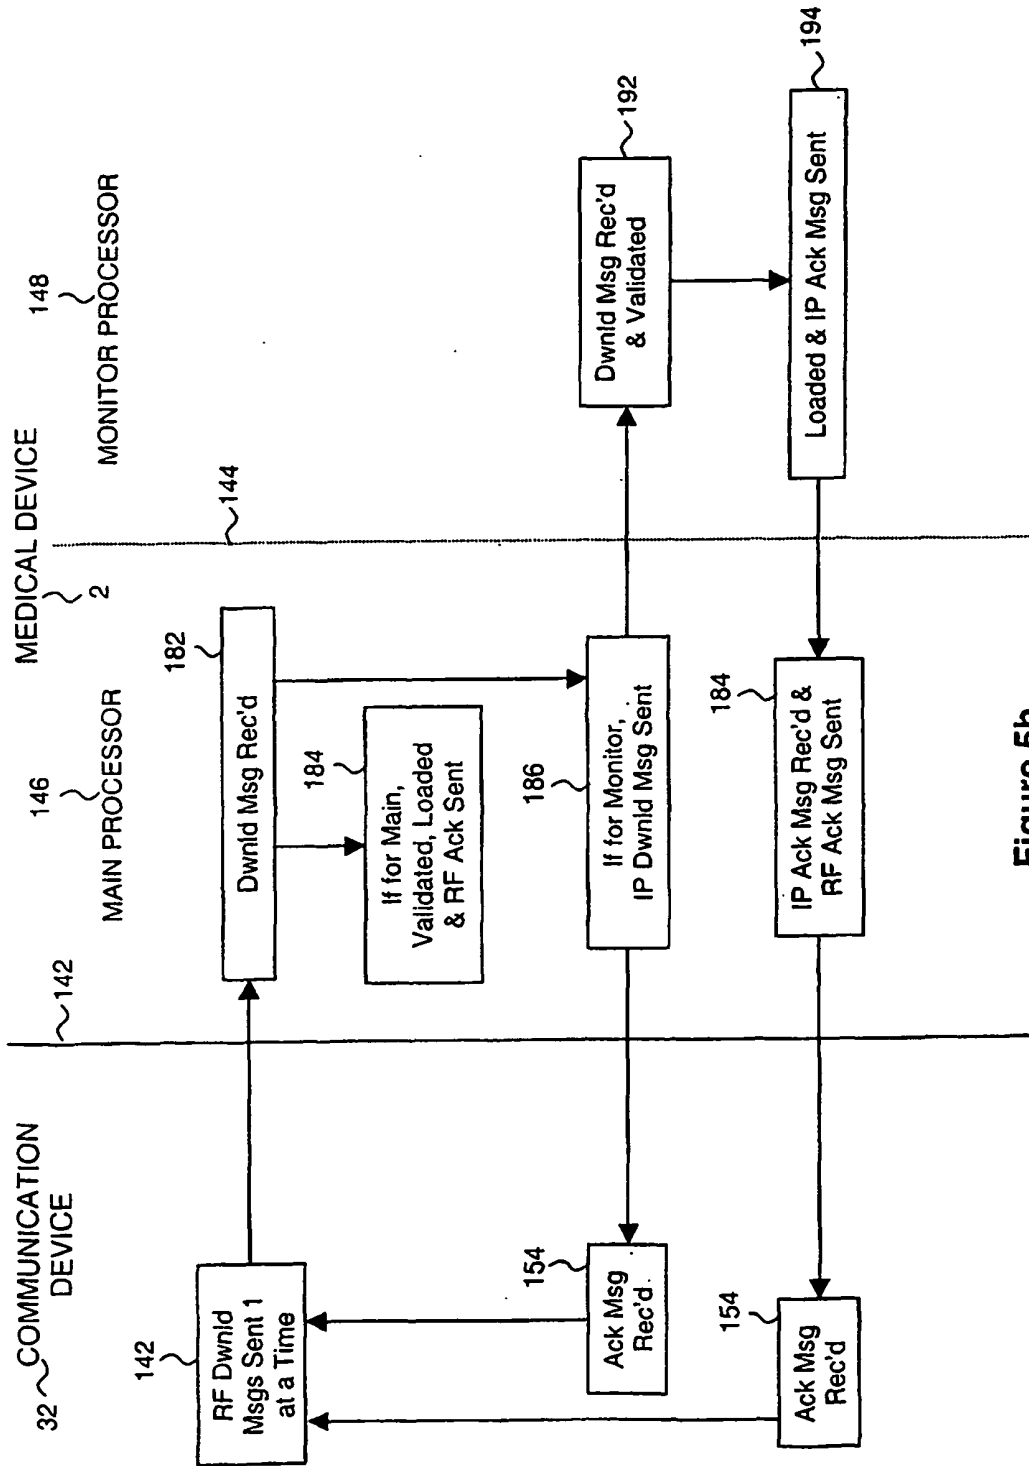 MEDICAL DEVICE
2
32
COMMUNICATION
DEVICE
142
146
MAIN PROCESSOR
144
148
MONITOR PROCESSOR
142
RF Dwnld
Msgs Sent 1
at a Time
182
Dwnld Msg Rec'd
184
If for Main,
Validated, Loaded
& RF Ack Sent
154
Ack Msg
Rec'd
186
If for Monitor,
IP Dwnld Msg Sent
192
Dwnld Msg Rec'd
& Validated
154
Ack Msg
Rec'd
184
IP Ack Msg Rec'd &
RF Ack Msg Sent
194
Loaded & IP Ack Msg Sent
Figure 5b